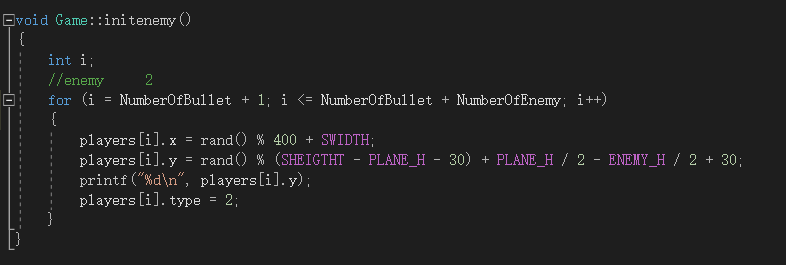 void Game::initenemy()
{
int i;
//enemy 2
for (i = NumberOfBullet + 1; i <= NumberOfBullet + NumberOfEnemy; i++)
{
players[i].x = rand() % 400 + SWIDTH;
players[i].y = rand() % (SHEIGTHT - PLANE_H - 30) + PLANE_H / 2 - ENEMY_H / 2 + 30;
printf("%d\n", players[i].y);
players[i].type = 2;
}
}